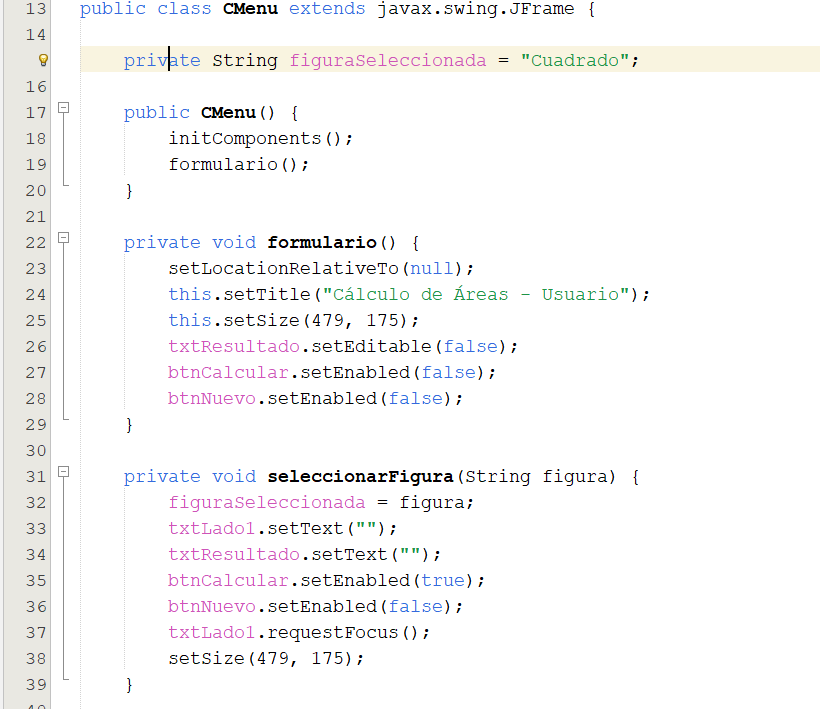 13 public class CMenu extends javax.swing.JFrame {
14
private String figuraSeleccionada = "Cuadrado";
16
17 public CMenu() {
18 initComponents();
19 formulario();
20 }
21
22 private void formulario() {
23 setLocationRelativeTo(null);
24 this.setTitle("Cálculo de Áreas - Usuario");
25 this.setSize(479, 175);
26 txtResultado.setEditable(false);
27 btnCalcular.setEnabled(false);
28 btnNuevo.setEnabled(false);
29 }
30
31 private void seleccionarFigura(String figura) {
32 figuraSeleccionada = figura;
33 txtLado1.setText("");
34 txtResultado.setText("");
35 btnCalcular.setEnabled(true);
36 btnNuevo.setEnabled(false);
37 txtLado1.requestFocus();
38 setSize(479, 175);
39 }